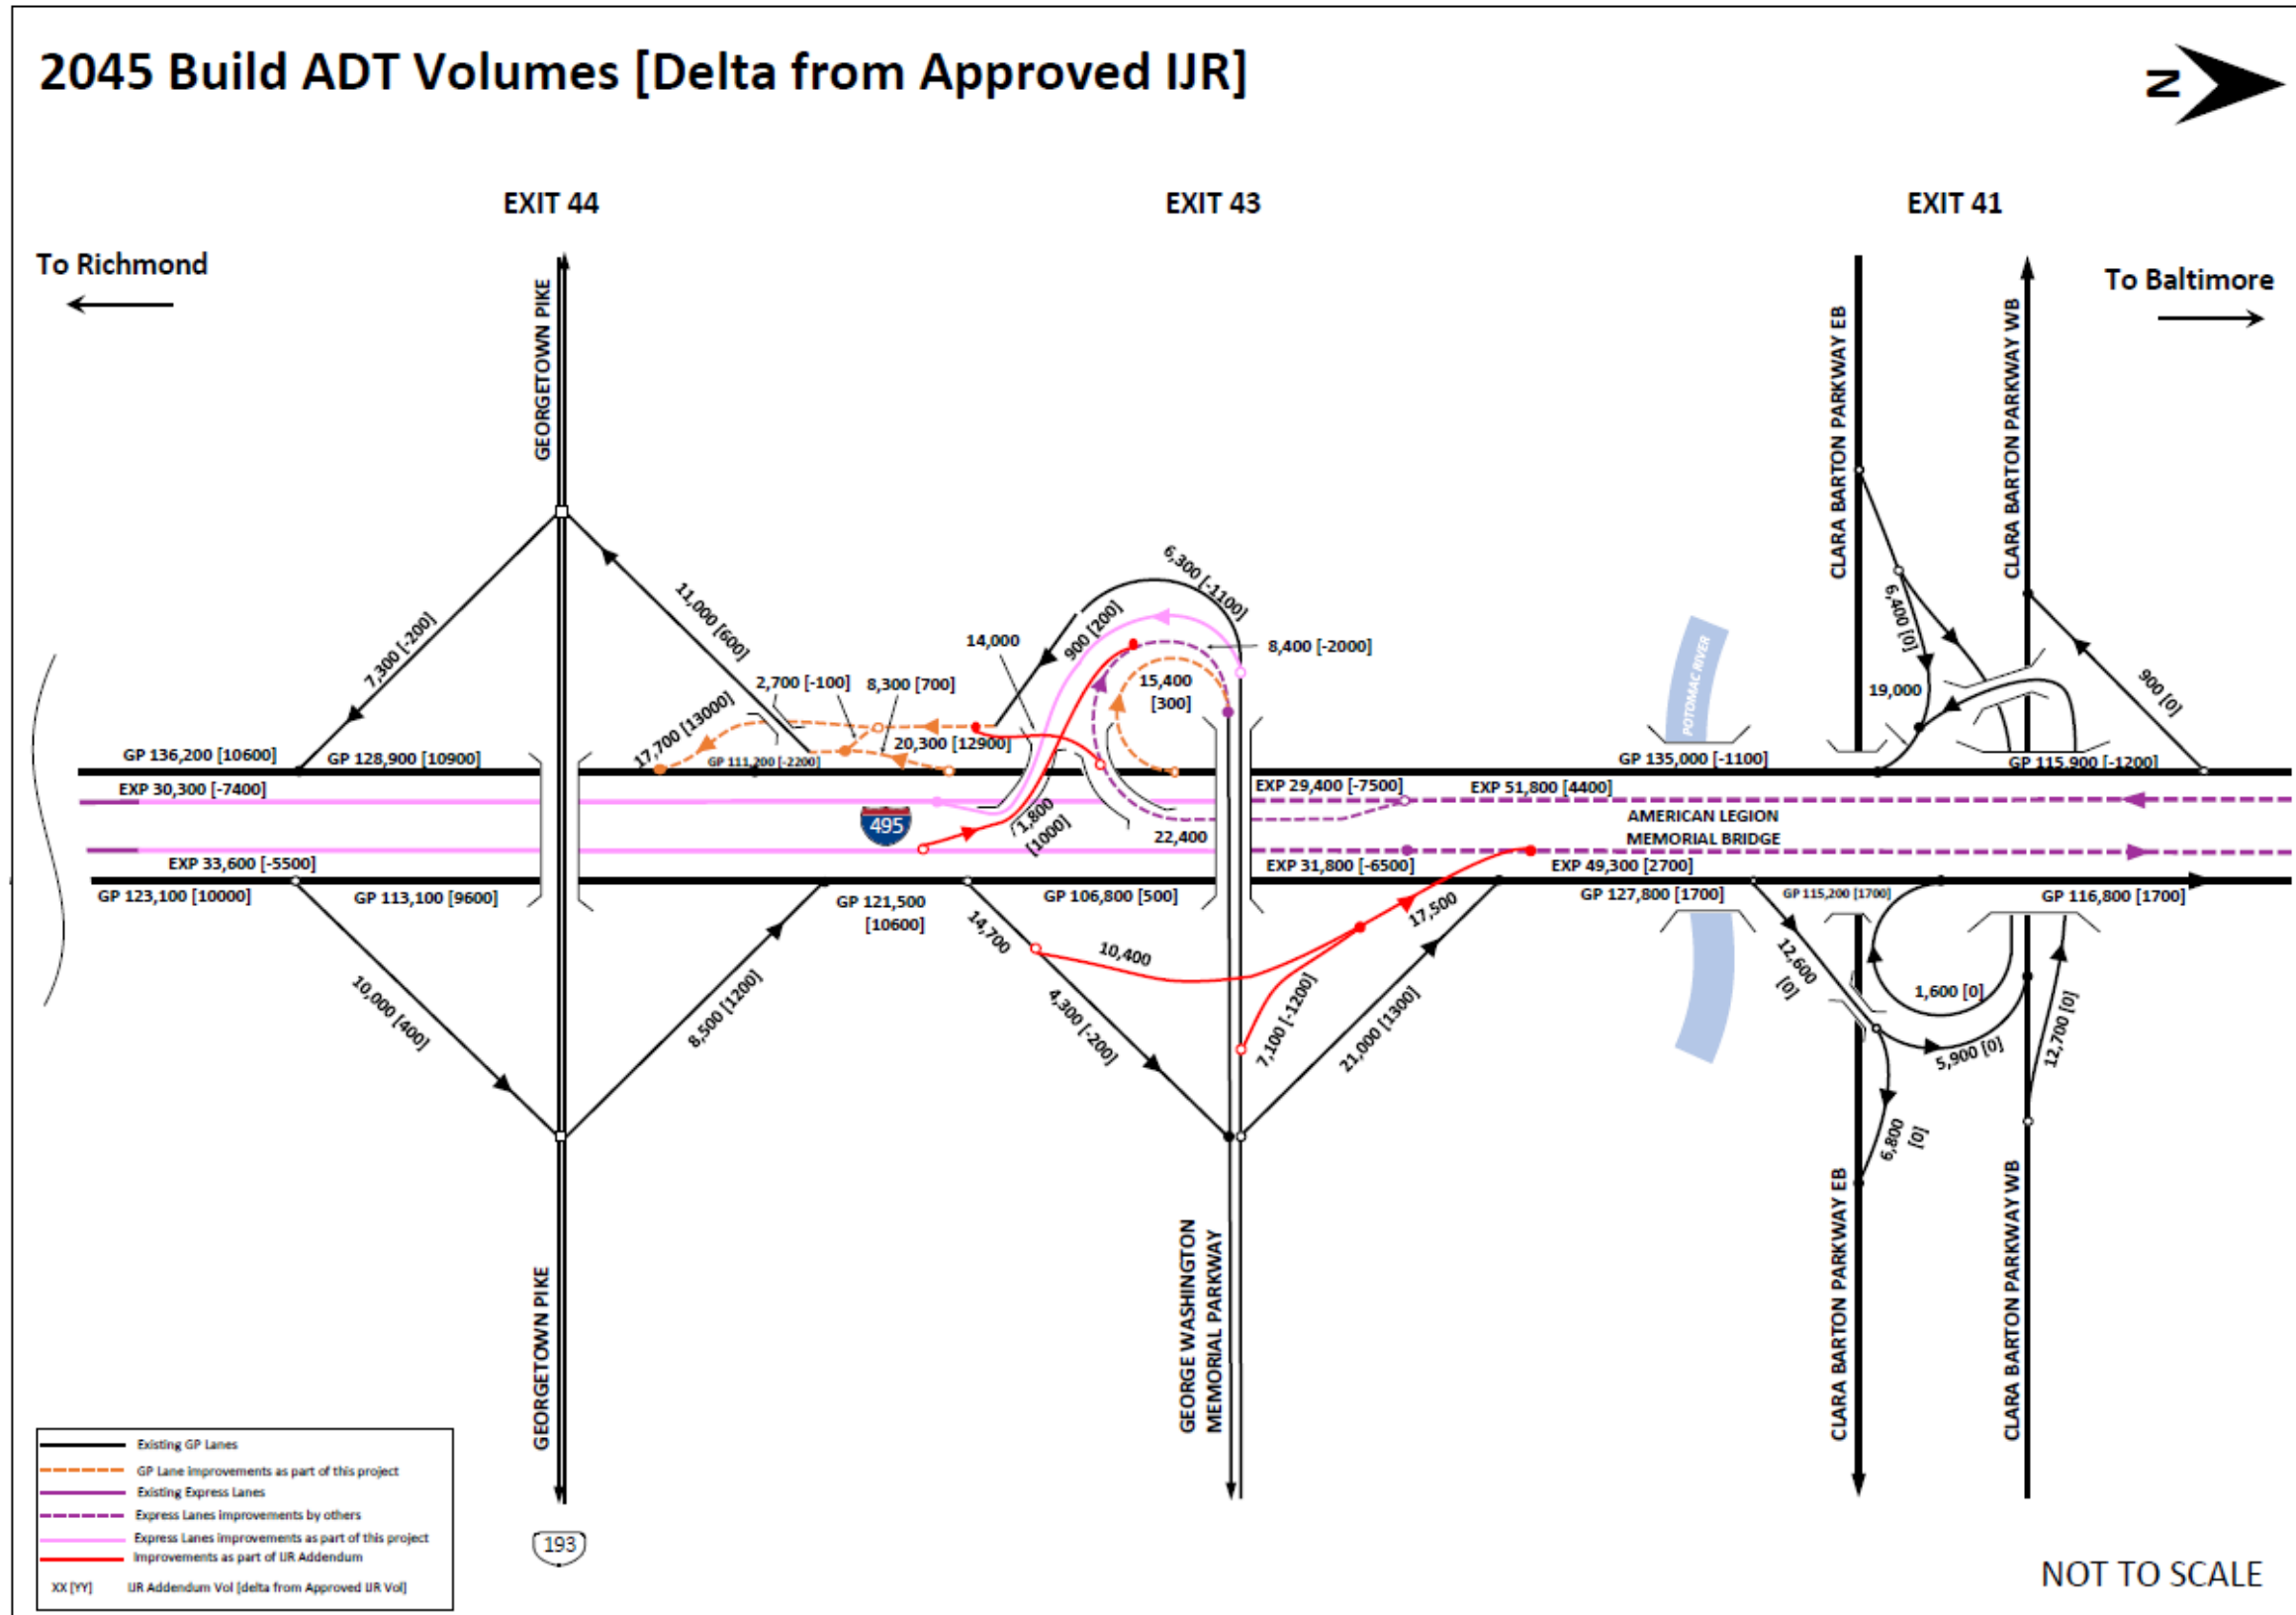 2045 Build ADT Volumes [Delta from Approved IJR]
N
EXIT 44
EXIT 43
EXIT 41
To Richmond
To Baltimore
GEORGETOWN PIKE
CLARA BARTON PARKWAY EB
CLARA BARTON PARKWAY WB
7,300 [-200]
11,000 [600]
6,300 [-1100]
900 [200]
14,000
8,400 [-2000]
15,400
[300]
2,700 [-100]
8,300 [700]
17,700 [13000]
20,300 [12900]
POTOMAC RIVER
6,400 [0]
19,000
900 [0]
GP 136,200 [10600]
GP 128,900 [10900]
GP 111,200 [-2200]
GP 135,000 [-1100]
GP 115,900 [-1200]
EXP 30,300 [-7400]
EXP 29,400 [-7500]
EXP 51,800 [4400]
495
1,800
[1000]
22,400
AMERICAN LEGION
MEMORIAL BRIDGE
EXP 33,600 [-5500]
EXP 31,800 [-6500]
EXP 49,300 [2700]
GP 123,100 [10000]
GP 113,100 [9600]
GP 121,500
[10600]
GP 106,800 [500]
GP 127,800 [1700]
GP 115,200 [1700]
GP 116,800 [1700]
10,000 [400]
8,500 [1200]
14,700
10,400
17,500
4,300 [-200]
7,100 [-1200]
21,000 [1300]
12,600
[0]
1,600 [0]
5,900 [0]
12,700 [0]
6,800
[0]
GEORGETOWN PIKE
GEORGE WASHINGTON
MEMORIAL PARKWAY
CLARA BARTON PARKWAY EB
CLARA BARTON PARKWAY WB
193
Existing GP Lanes
GP Lane improvements as part of this project
Existing Express Lanes
Express Lanes improvements by others
Express Lanes improvements as part of this project
Improvements as part of IJR Addendum
XX [YY] IJR Addendum Vol [delta from Approved IJR Vol]
NOT TO SCALE